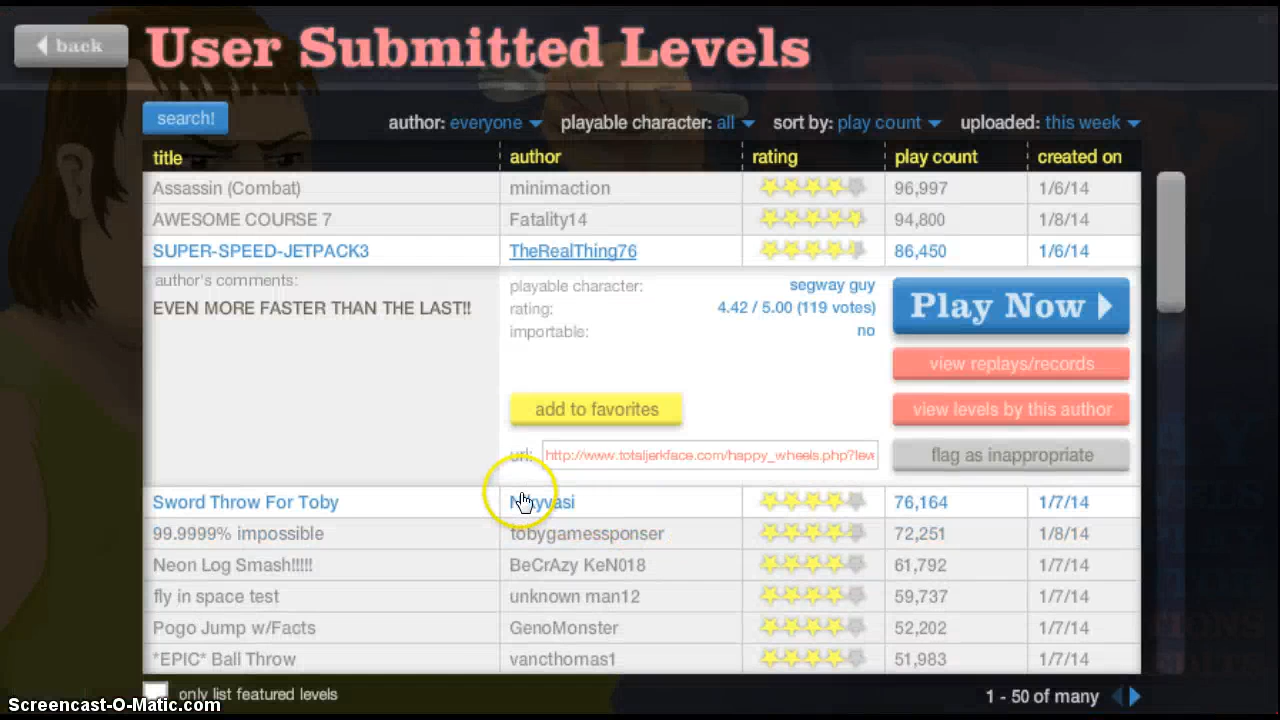 back
User Submitted Levels
search!
author: everyone playable character: all sort by: play count uploaded: this week
title author rating play count created on
Assassin (Combat) minimaction 96,997 1/6/14
AWESOME COURSE 7 Fatality14 94,800 1/8/14
SUPER-SPEED-JETPACK3 TheRealThing76 86,450 1/6/14
author's comments:
EVEN MORE FASTER THAN THE LAST!!
playable character: segway guy
rating: 4.42 / 5.00 (119 votes)
importable: no
Play Now
view replays/records
add to favorites
view levels by this author
url: http://www.totaljerkface.com/happy_wheels.php?lev
flag as inappropriate
Sword Throw For Toby 76,164 1/7/14
99.9999% impossible tobygamessponser 72,251 1/8/14
Neon Log Smash!!!!! BeCrAzy KeN018 61,792 1/7/14
fly in space test unknown man12 59,737 1/7/14
Pogo Jump w/Facts GenoMonster 52,202 1/7/14
*EPIC* Ball Throw vancthomas1 51,983 1/7/14
only list featured levels
1 - 50 of many
Screencast-O-Matic.com